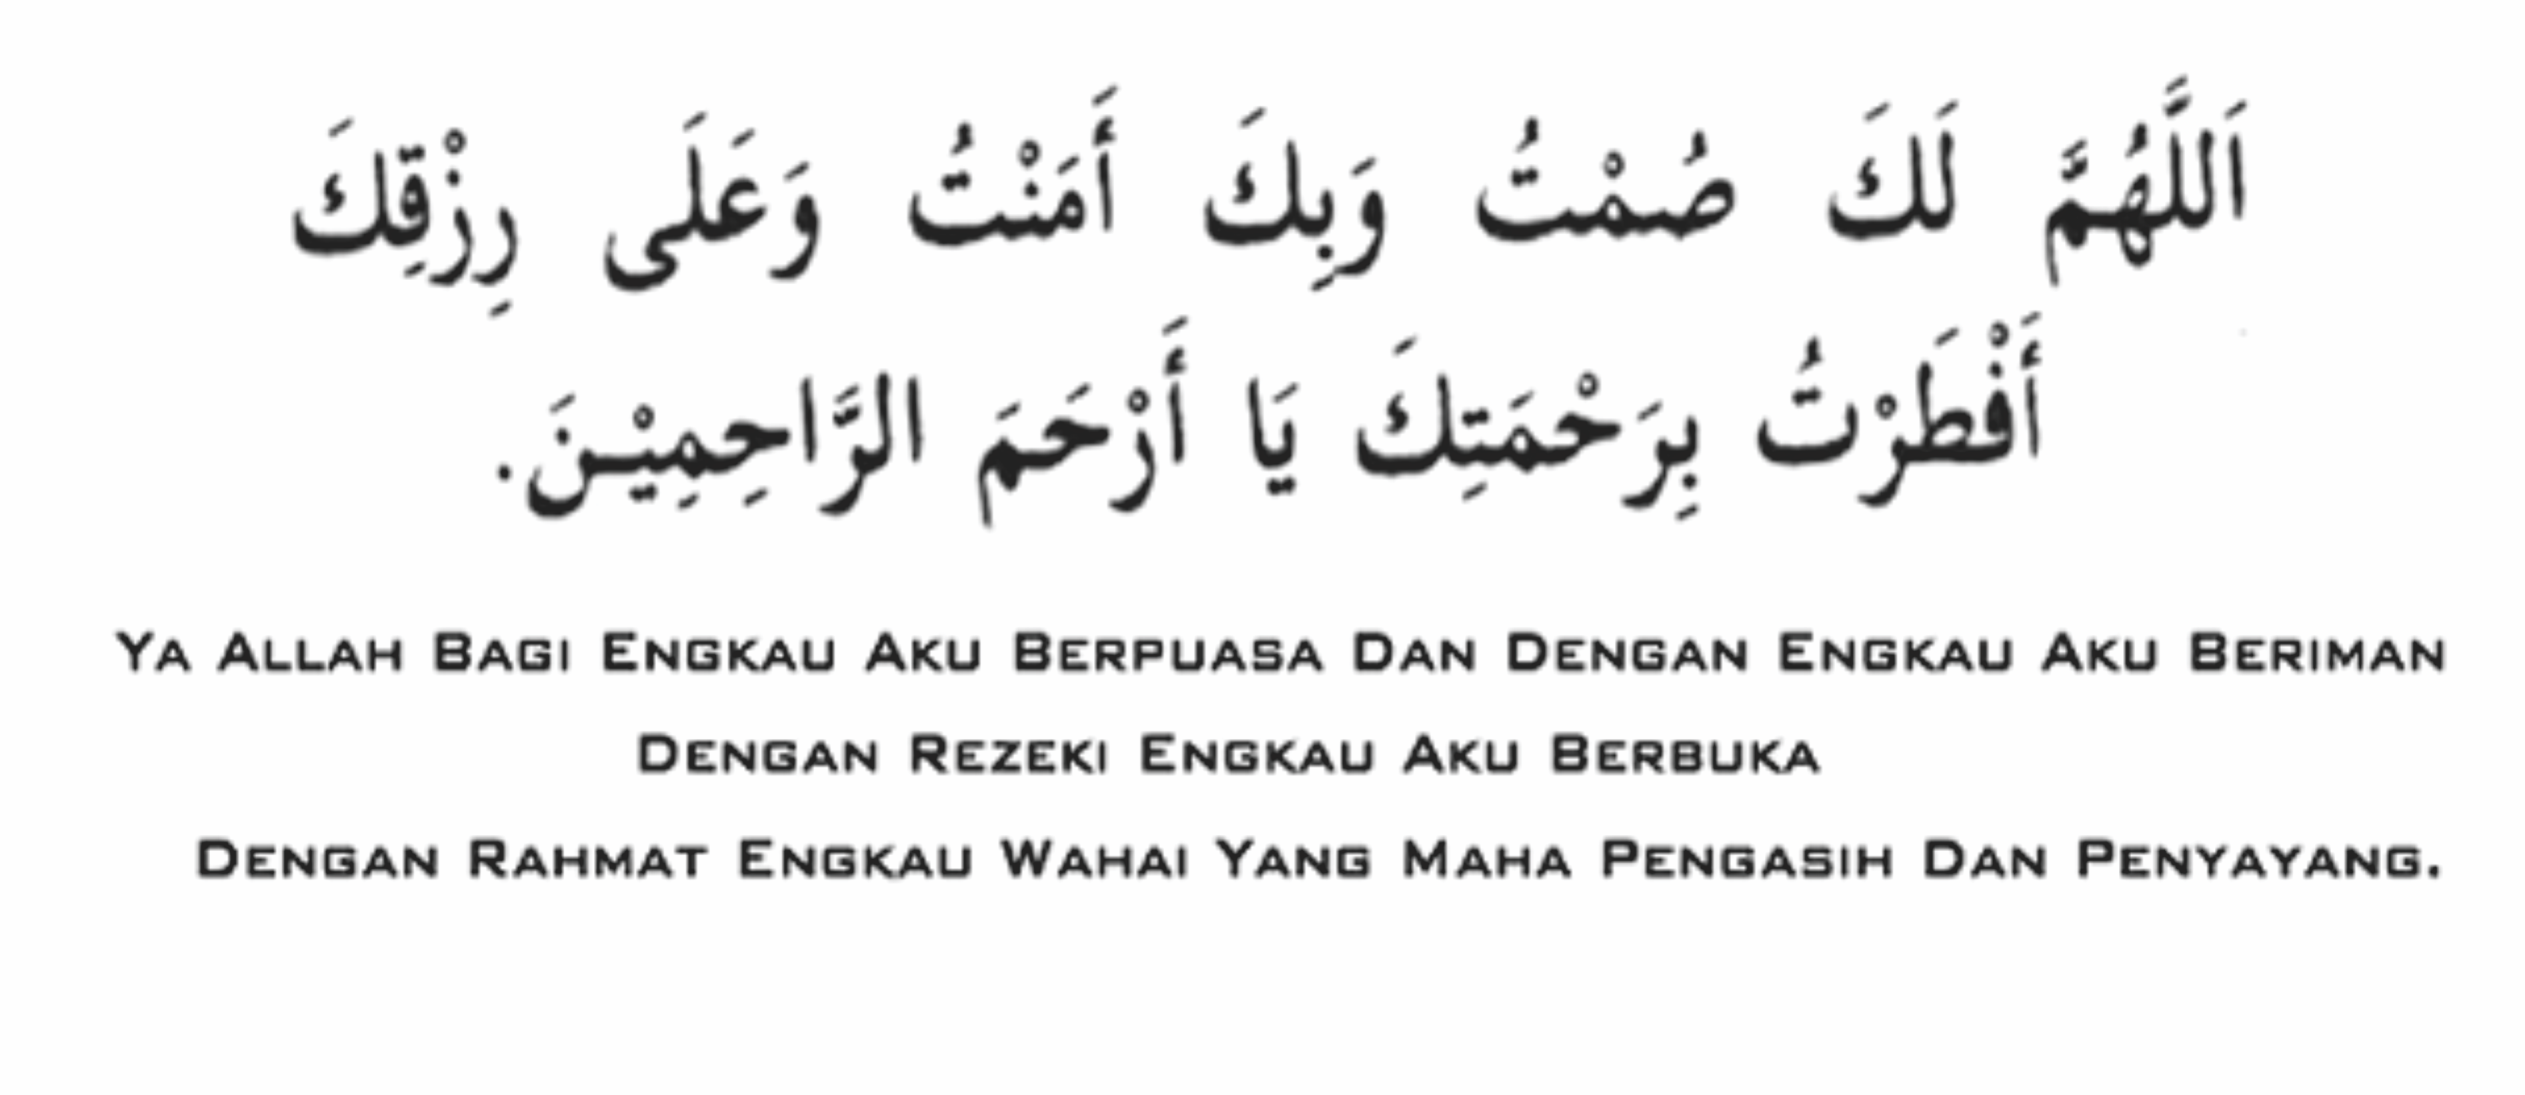 اَللَّهُمَّ لَكَ صُمْتُ وَبِكَ أَمَنْتُ وَعَلَى رِزْقِكَ
أَفْطَرْتُ بِرَحْمَتِكَ يَا أَرْحَمَ الرَّاحِمِيْنَ.
YA ALLAH BAGI ENGKAU AKU BERPUASA DAN DENGAN ENGKAU AKU BERIMAN
DENGAN REZEKI ENGKAU AKU BERBUKA
DENGAN RAHMAT ENGKAU WAHAI YANG MAHA PENGASIH DAN PENYAYANG.